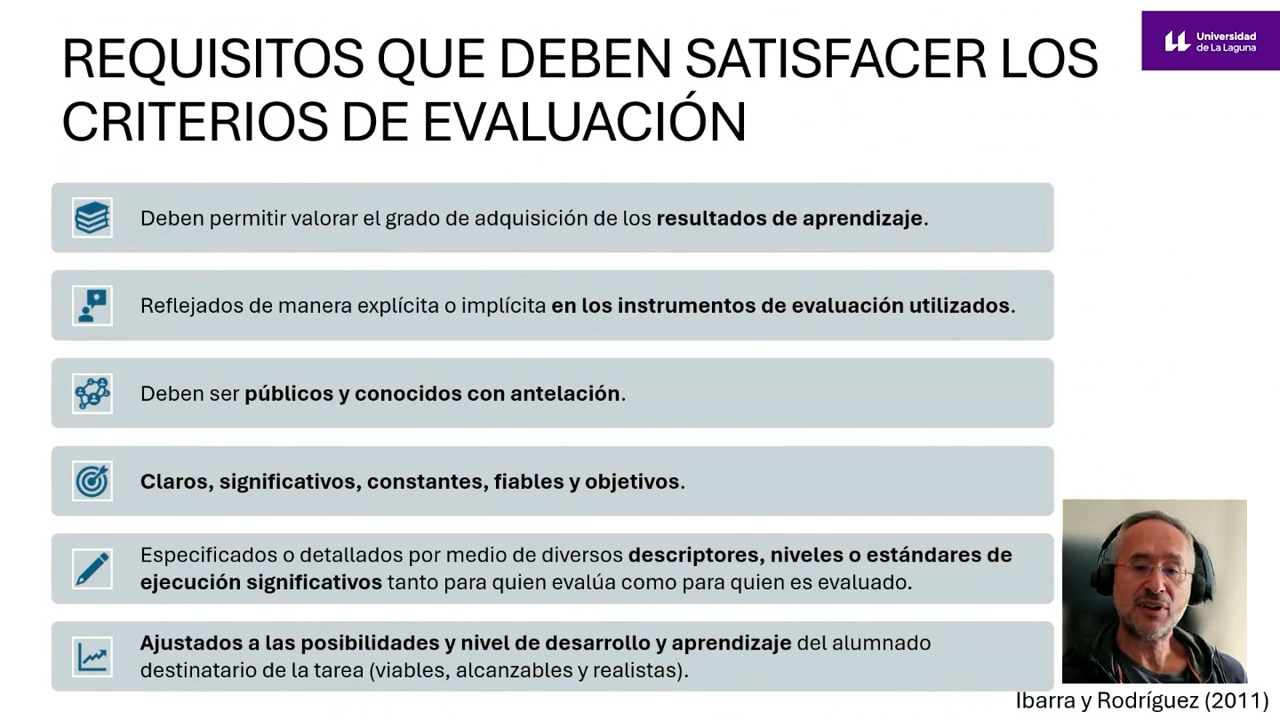 REQUISITOS QUE DEBEN SATISFACER LOS
CRITERIOS DE EVALUACIÓN
Universidad
de La Laguna
Deben permitir valorar el grado de adquisición de los resultados de aprendizaje.
Reflejados de manera explícita o implícita en los instrumentos de evaluación utilizados.
Deben ser públicos y conocidos con antelación.
Claros, significativos, constantes, fiables y objetivos.
Especificados o detallados por medio de diversos descriptores, niveles o estándares de
ejecución significativos tanto para quien evalúa como para quien es evaluado.
Ajustados a las posibilidades y nivel de desarrollo y aprendizaje del alumnado
destinatario de la tarea (viables, alcanzables y realistas).
Ibarra y Rodríguez (2011)